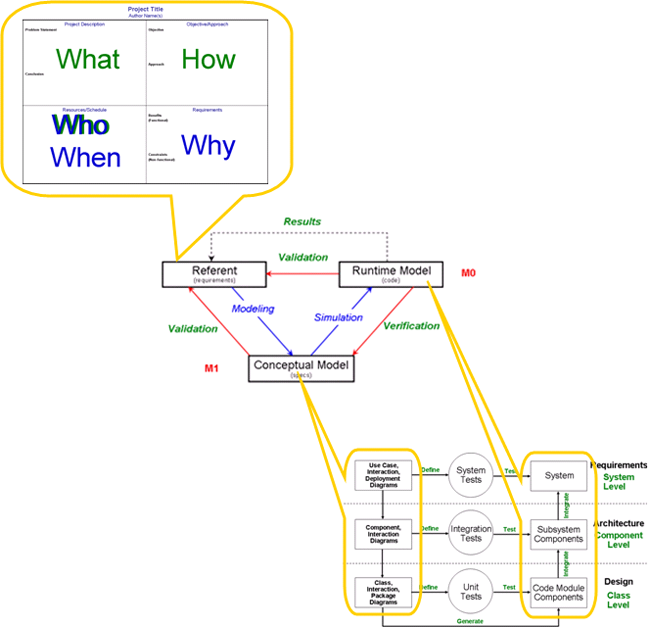 Project Title
Author Name(s)
Project Description
Objective/Approach
Problem Statement
Objective
What
How
Approach
Conclusion
Resources/Schedule
Requirements
Benefits
(Functional)
Who
Why
When
Constraints
(Non-functional)
Results
Validation
Referent
(requirements)
Runtime Model
(code)
M0
Modeling
Simulation
Validation
Verification
M1
Conceptual Model
(specs)
Use Case,
Interaction,
Deployment
Diagrams
Define
System
Tests
Test
System
Requirements
System
Level
Integrate
Component,
Interaction
Diagrams
Define
Integration
Tests
Test
Subsystem
Components
Architecture
Component
Level
Integrate
Class,
Interaction,
Package
Diagrams
Define
Unit
Tests
Test
Code Module
Components
Design
Class
Level
Generate